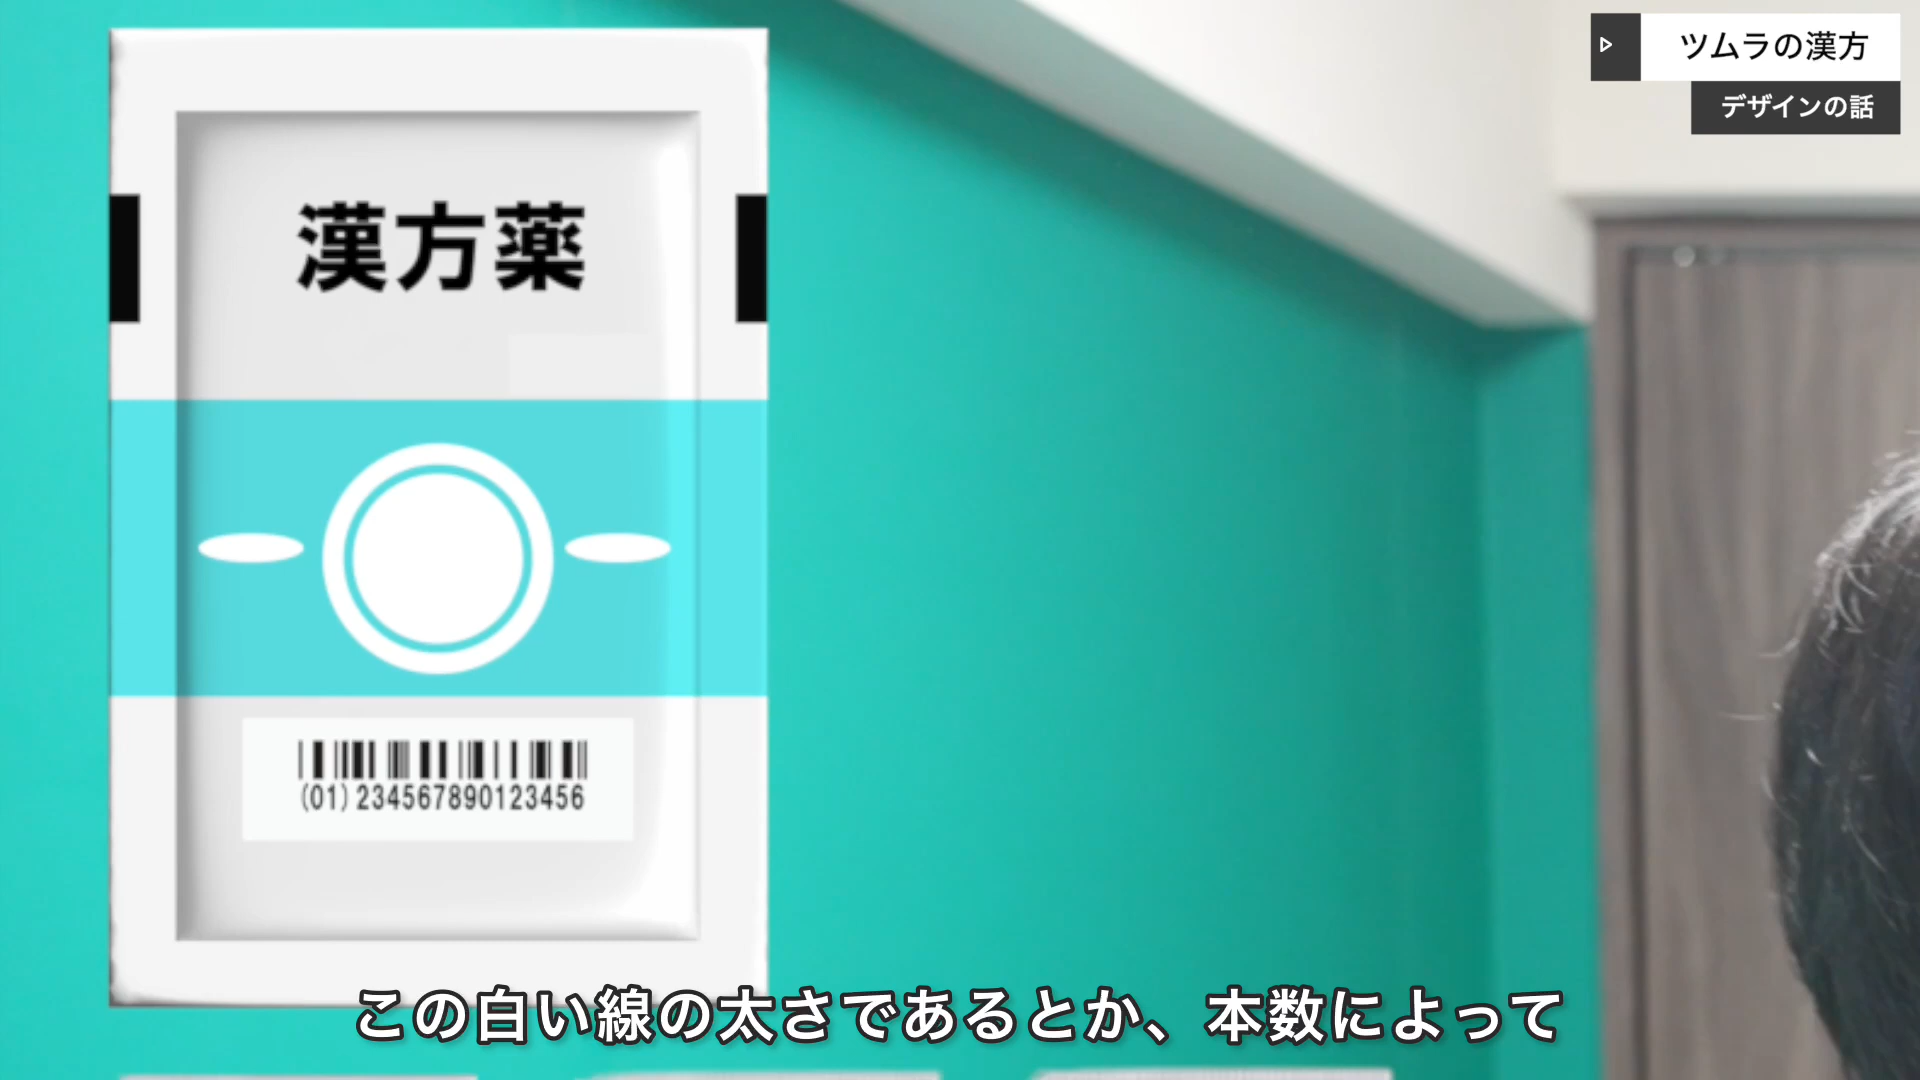 ツムラの漢方
デザインの話
漢方薬
(01) 234567890123456
この白い線の太さであるとか、本数によって